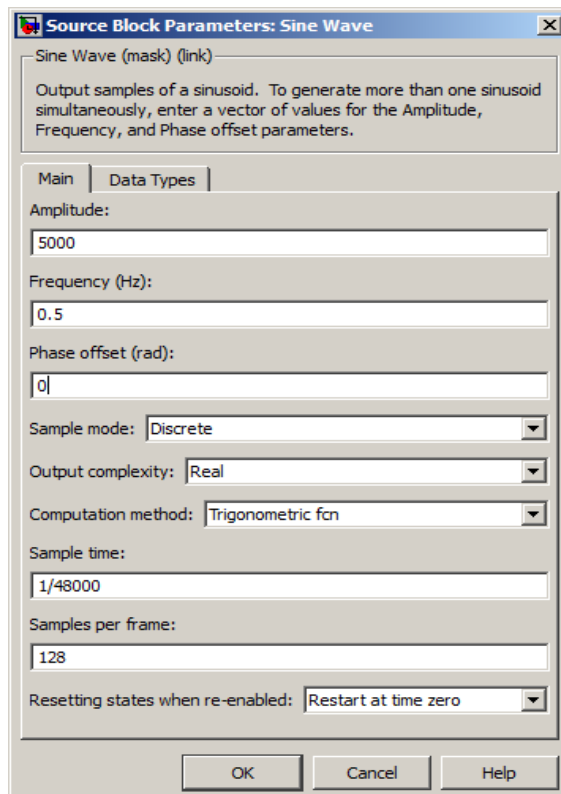 Source Block Parameters: Sine Wave
Sine Wave (mask) (link)
Output samples of a sinusoid. To generate more than one sinusoid
simultaneously, enter a vector of values for the Amplitude,
Frequency, and Phase offset parameters.
Main Data Types
Amplitude:
5000
Frequency (Hz):
0.5
Phase offset (rad):
0
Sample mode: Discrete
Output complexity: Real
Computation method: Trigonometric fcn
Sample time:
1/48000
Samples per frame:
128
Resetting states when re-enabled: Restart at time zero
OK Cancel Help